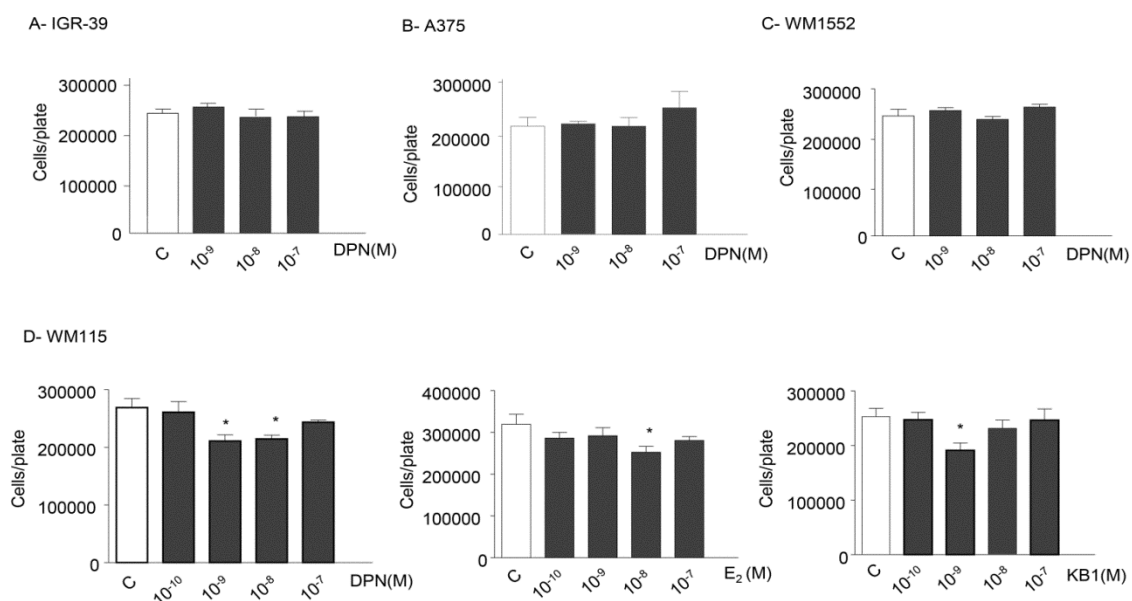 A- IGR-39
B- A375
C- WM1552
Cells/plate
300000
200000
100000
0
C
10-9
10-8
10-7
DPN(M)
Cells/plate
300000
200000
100000
0
C
10-9
10-8
10-7
DPN(M)
Cells/plate
300000
200000
100000
0
C
10-9
10-8
10-7
DPN(M)
D- WM115
Cells/plate
300000
200000
100000
0
* *
C
10-10
10-9
10-8
10-7
DPN(M)
Cells/plate
400000
300000
200000
100000
0
*
C
10-10
10-9
10-8
10-7
E2 (M)
Cells/plate
300000
200000
100000
0
*
C
10-10
10-9
10-8
10-7
KB1(M)